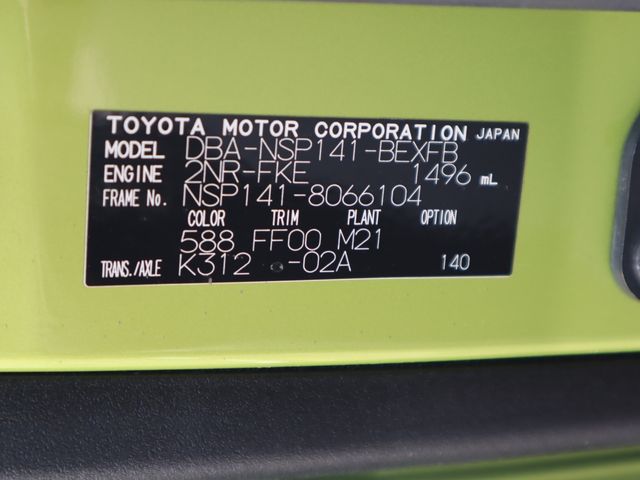 TOYOTA MOTOR CORPORATION JAPAN
MODEL DBA-NSP141-BEXFB
ENGINE 2NR-FKE 1496 mL
FRAME No. NSP141-8066104
COLOR TRIM PLANT OPTION
588 FF00 M21
TRANS./AXLE K312 -02A 140